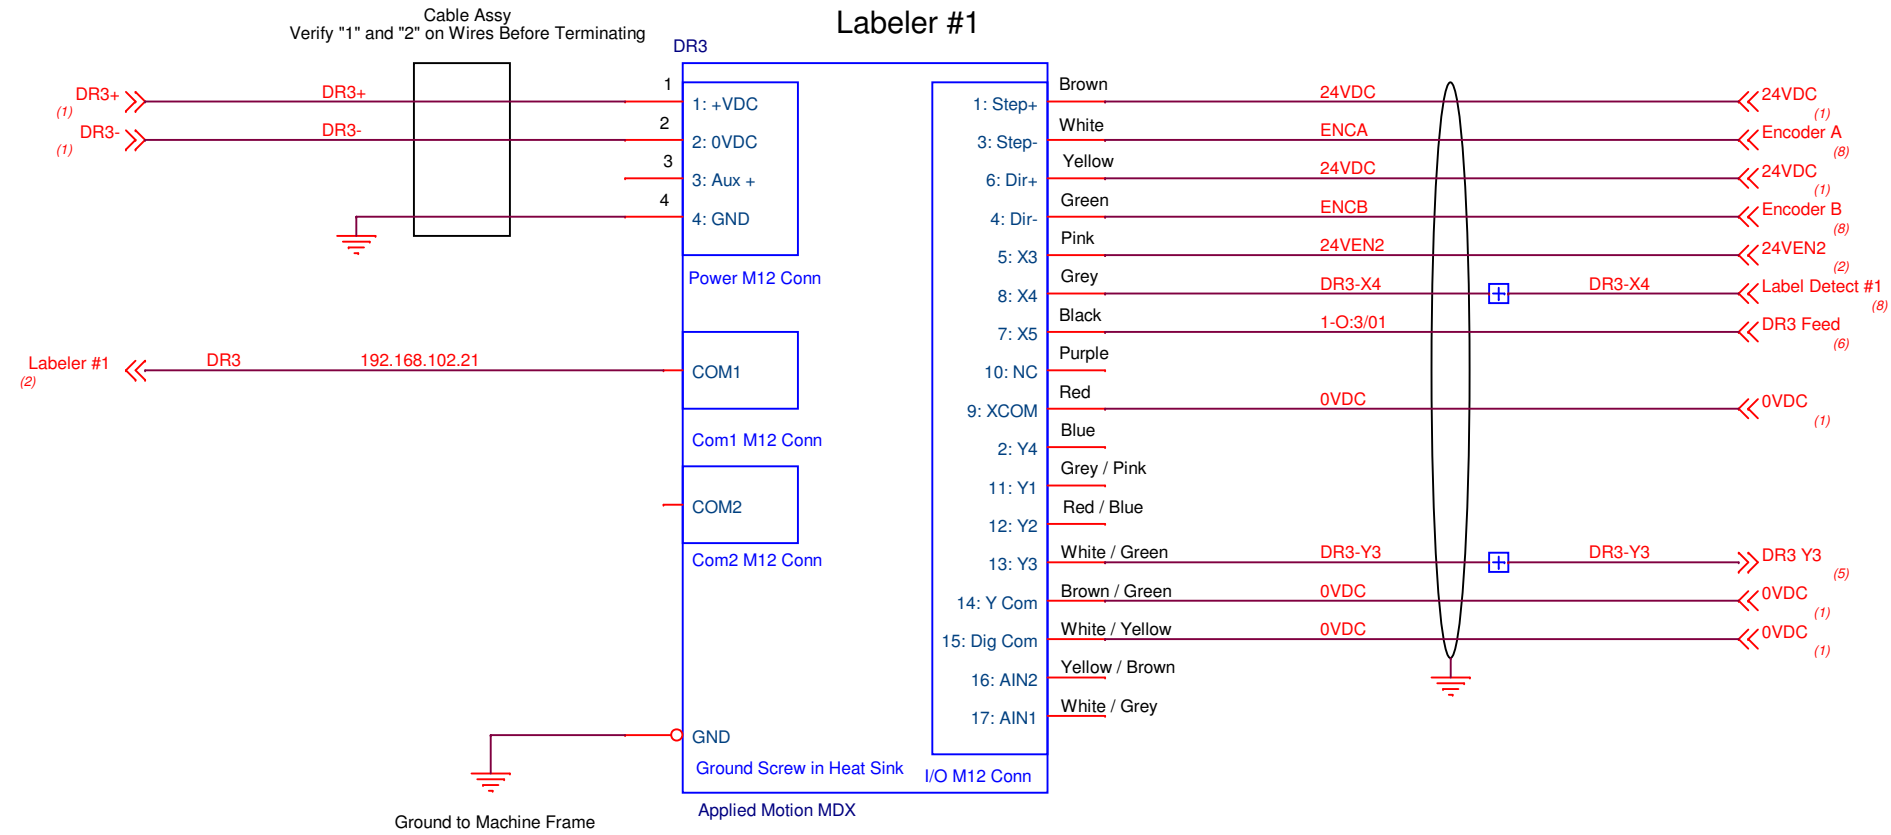 Labeler #1
Cable Assy
Verify "1" and "2" on Wires Before Terminating
DR3
DR3+
(1)
DR3+
1
1: +VDC
DR3-
(1)
DR3-
2
2: 0VDC
3
3: Aux +
4
4: GND
Power M12 Conn
Labeler #1
(2)
DR3
192.168.102.21
COM1
Com1 M12 Conn
COM2
Com2 M12 Conn
GND
Ground Screw in Heat Sink
Ground to Machine Frame
Applied Motion MDX
1: Step+
Brown
24VDC
24VDC
(1)
3: Step-
White
ENCA
Encoder A
(8)
6: Dir+
Yellow
24VDC
24VDC
(1)
4: Dir-
Green
ENCB
Encoder B
(8)
5: X3
Pink
24VEN2
24VEN2
(2)
8: X4
Grey
DR3-X4
DR3-X4
Label Detect #1
(8)
7: X5
Black
1-O:3/01
DR3 Feed
(6)
10: NC
Purple
9: XCOM
Red
0VDC
0VDC
(1)
2: Y4
Blue
11: Y1
Grey / Pink
12: Y2
Red / Blue
13: Y3
White / Green
DR3-Y3
DR3-Y3
DR3 Y3
(5)
14: Y Com
Brown / Green
0VDC
0VDC
(1)
15: Dig Com
White / Yellow
0VDC
0VDC
(1)
16: AIN2
Yellow / Brown
17: AIN1
White / Grey
I/O M12 Conn